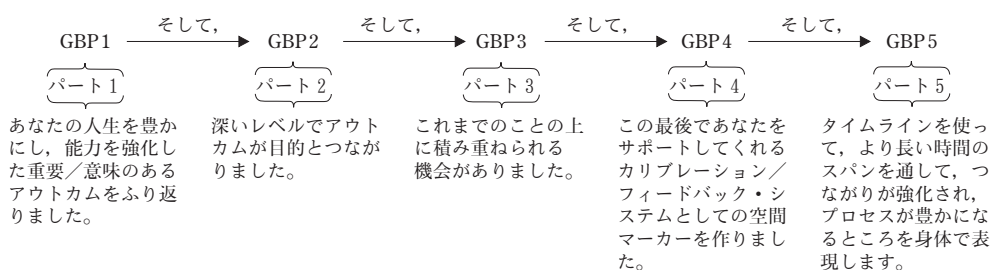 そして，　そして，　そして，　そして，
GBP1　GBP2　GBP3　GBP4　GBP5
パート1　パート2　パート3　パート4　パート5
あなたの人生を豊か
にし，能力を強化し
た重要／意味のある
アウトカムをふり返
りました。
深いレベルでアウト
カムが目的とつなが
りました。
これまでのことの上
に積み重ねられる
機会がありました。
この最後であなたを
サポートしてくれる
カリブレーション／
フィードバック・シ
ステムとしての空間
マーカーを作りまし
た。
タイムラインを使っ
て，より長い時間の
スパンを通して，つ
ながりが強化され，
プロセスが豊かにな
るところを身体で表
現します。